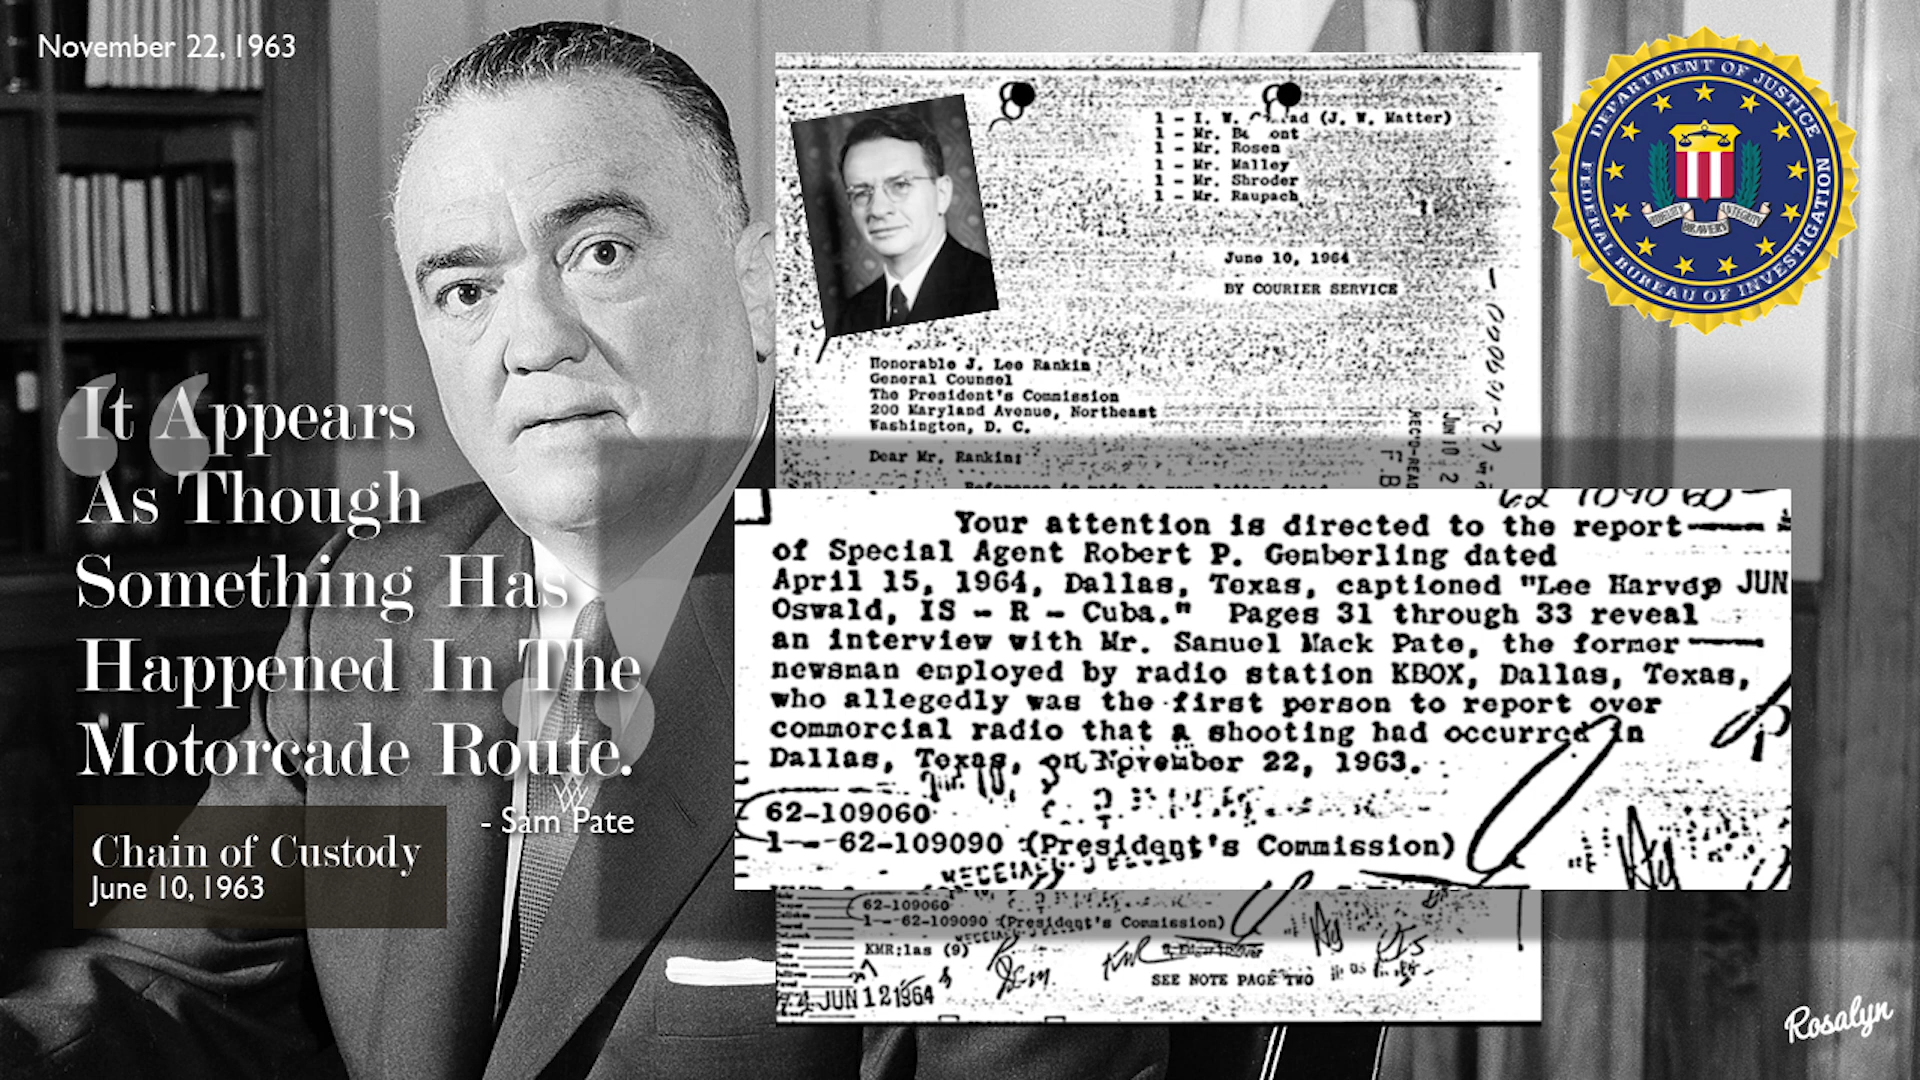 November 22, 1963
It Appears
As Though
Something Has
Happened In The
Motorcade Route.
- Sam Pate
Chain of Custody
June 10, 1963
1 - I. W. (J. W. Matter)
1 - Mr.
1 - Mr. Rosen
1 - Mr. Malley
1 - Mr. Shroder
1 - Mr. Raupach
June 10, 1964
BY COURIER SERVICE
Honorable J. Lee Rankin
General Counsel
The President's Commission
200 Maryland Avenue, Northeast
Washington, D. C.
Dear Mr. Rankin:
Your attention is directed to the report
of Special Agent Robert P. Gemberling dated
April 15, 1964, Dallas, Texas, captioned "Lee Harvey
Oswald, IS - R - Cuba." Pages 31 through 33 reveal
an interview with Mr. Samuel Mack Pate, the former
newsman employed by radio station KBOX, Dallas, Texas,
who allegedly was the first person to report over
commercial radio that a shooting had occurred in
Dallas, Texas, on November 22, 1963.
JUN
62-109060
1 - 62-109090 (President's Commission)
62-109060
1 - 62-109090 (President's Commission)
KMR:las (9)
SEE NOTE PAGE TWO
JUN 12 1964
DEPARTMENT OF JUSTICE
FEDERAL BUREAU OF INVESTIGATION
FIDELITY BRAVERY INTEGRITY
Rosalyn